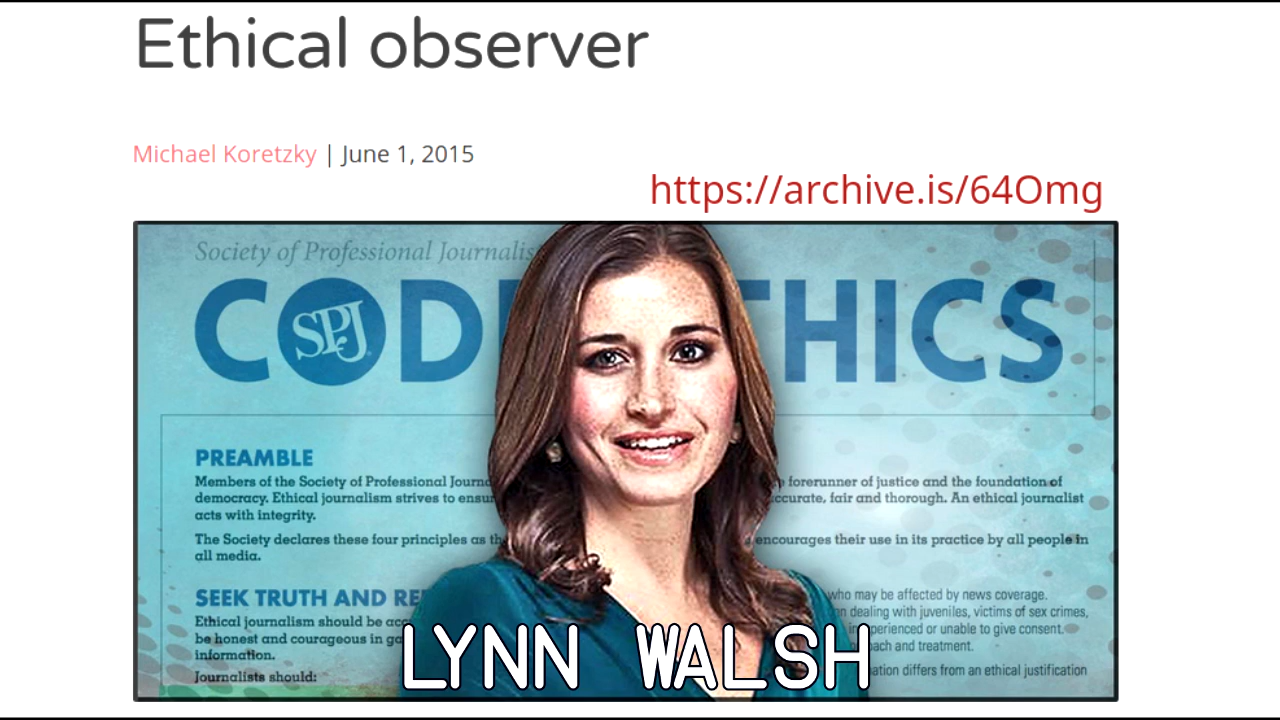 Ethical observer
Michael Koretzky | June 1, 2015
https://archive.is/64Omg
Society of Professional Journalis
CODE ETHICS
SPJ
PREAMBLE
Members of the Society of Professional Journa forerunner of justice and the foundation of
democracy. Ethical journalism strives to ensur ccurate, fair and thorough. An ethical journalist
acts with integrity.
The Society declares these four principles as th encourages their use in its practice by all people in
all media.
SEEK TRUTH AND RE
Ethical journalism should be acc
be honest and courageous in ga
information.
Journalists should:
who may be affected by news coverage.
dealing with juveniles, victims of sex crimes,
perienced or unable to give consent.
and treatment.
differs from an ethical justification
LYNN WALSH